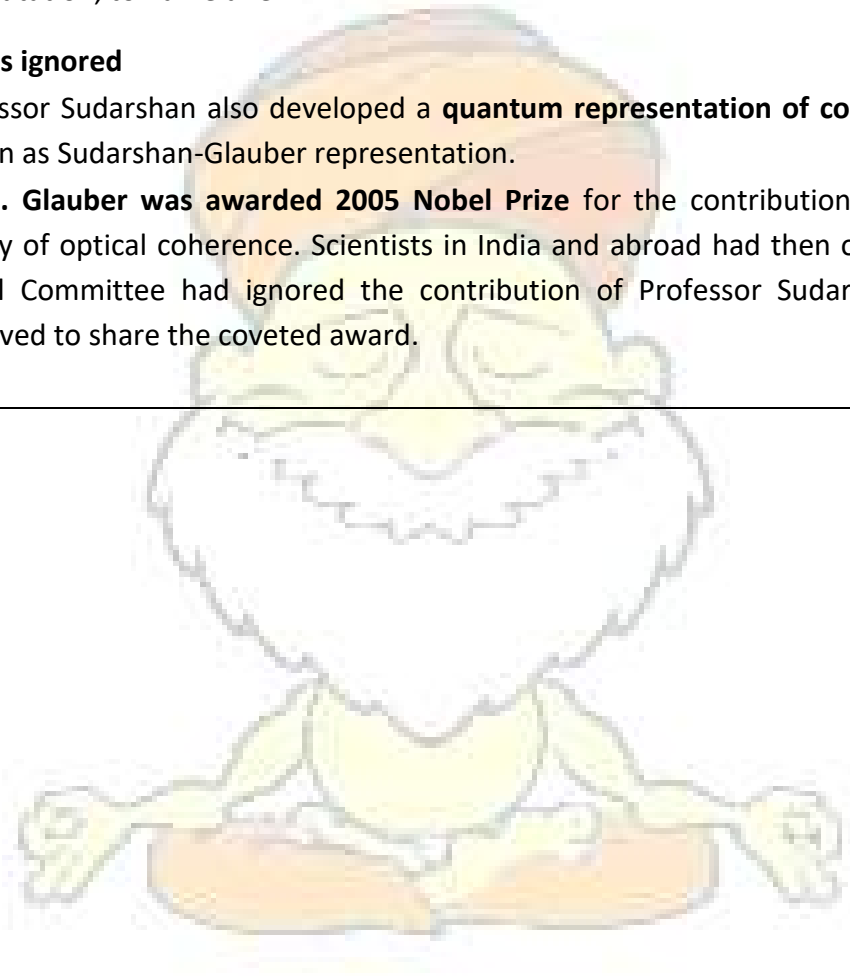 s ignored
ssor Sudarshan also developed a quantum representation of co
n as Sudarshan-Glauber representation.
. Glauber was awarded 2005 Nobel Prize for the contribution
y of optical coherence. Scientists in India and abroad had then c
l Committee had ignored the contribution of Professor Sudar
ved to share the coveted award.